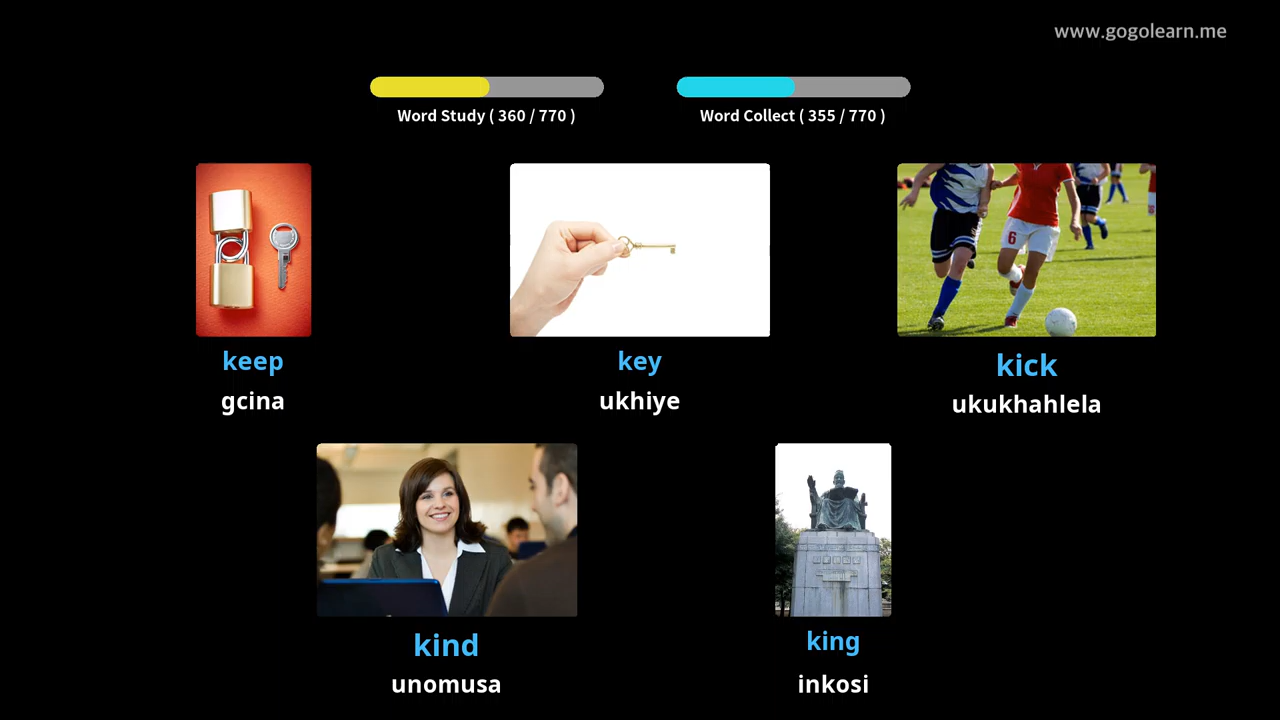 www.gogolearn.me
Word Study ( 360 / 770 )
Word Collect ( 355 / 770 )
keep
gcina
key
ukhiye
kick
ukukhahlela
6
kind
unomusa
king
inkosi